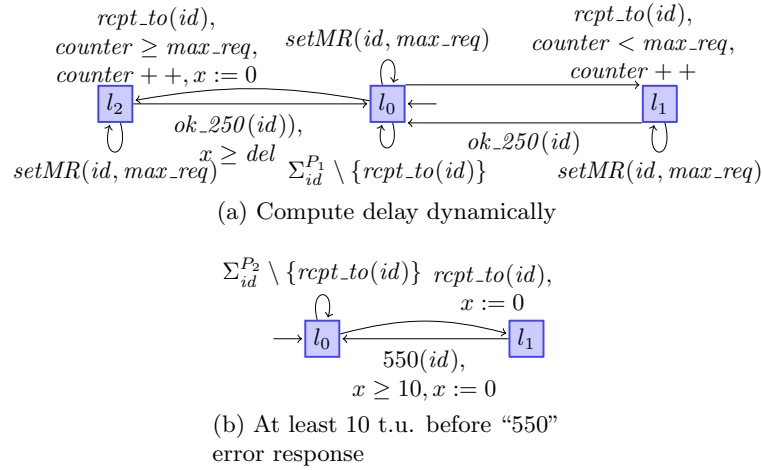 rcpt_to(id),
counter ≥ max_req,
counter + +, x := 0
setMR(id, max_req)
rcpt_to(id),
counter < max_req,
counter + +
l₂
l₀
l₁
ok_250(id)),
x ≥ del
ok_250(id)
setMR(id, max_req)
Σ_id^P₁ \ {rcpt_to(id)}
setMR(id, max_req)
(a) Compute delay dynamically
Σ_id^P₂ \ {rcpt_to(id)}
rcpt_to(id),
x := 0
l₀
l₁
550(id),
x ≥ 10, x := 0
(b) At least 10 t.u. before “550”
error response